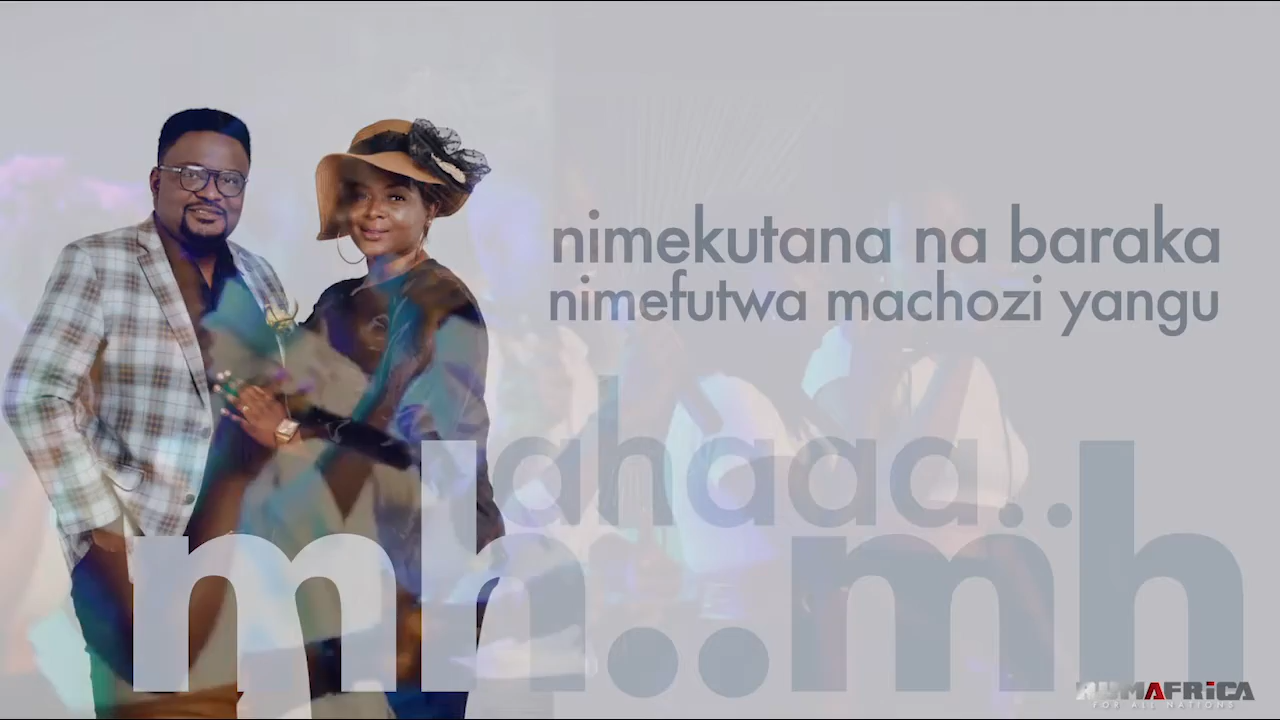 nimekutana na baraka
nimefutwa machozi yangu
ahaaa..
mh..mh
RUMAFRICA
FOR ALL NATIONS